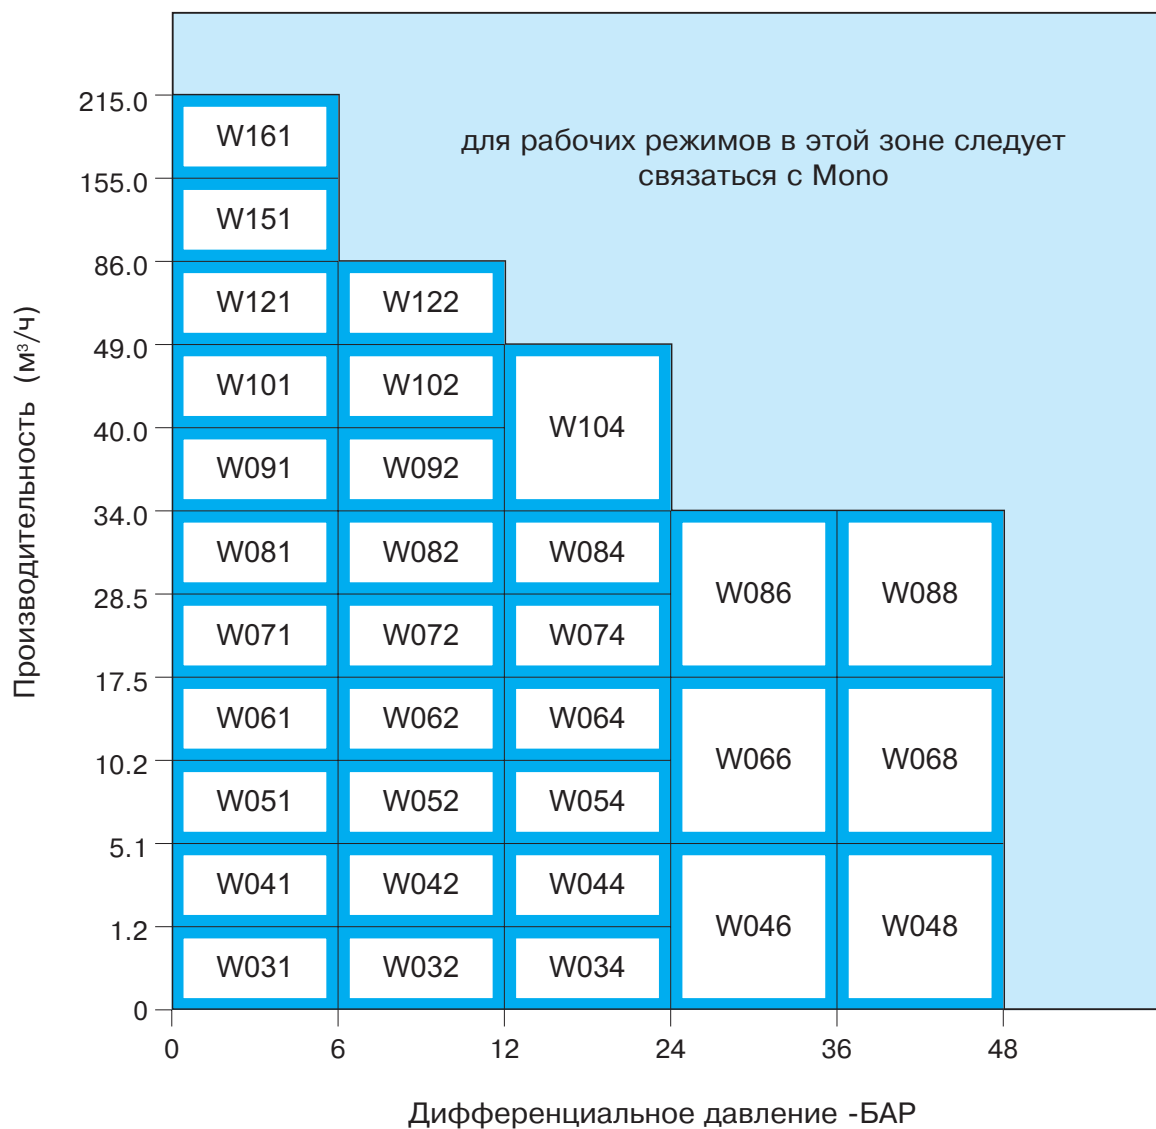 215.0
W161
для рабочих режимов в этой зоне следует
связаться с Mono
155.0
W151
86.0
W121 W122
49.0
W101 W102
W104
40.0
W091 W092
34.0
W081 W082 W084
W086 W088
28.5
W071 W072 W074
17.5
W061 W062 W064
W066 W068
10.2
W051 W052 W054
5.1
W041 W042 W044
W046 W048
1.2
W031 W032 W034
0
0 6 12 24 36 48
Производительность (м³/ч)
Дифференциальное давление -БАР